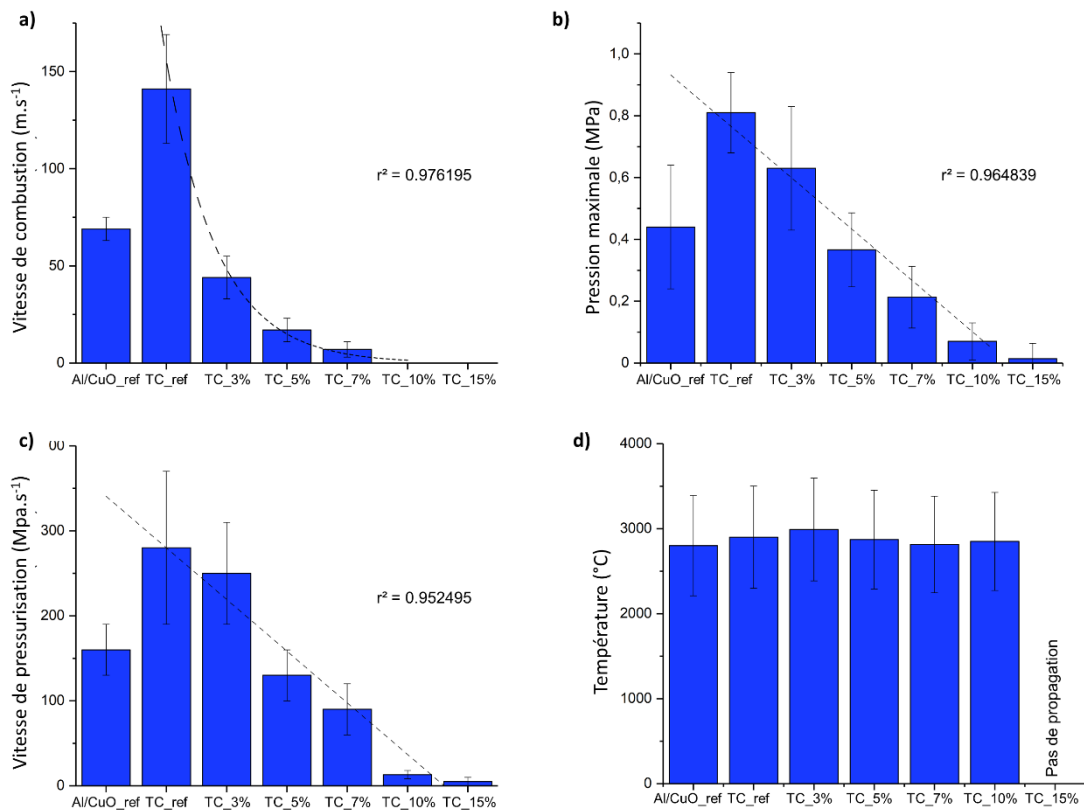 a)
Vitesse de combustion (m.s⁻¹)
150
100
50
0
r² = 0.976195
Al/CuO_ref TC_ref TC_3% TC_5% TC_7% TC_10% TC_15%
b)
Pression maximale (MPa)
1,0
0,8
0,6
0,4
0,2
0
r² = 0.964839
Al/CuO_ref TC_ref TC_3% TC_5% TC_7% TC_10% TC_15%
c)
Vitesse de pressurisation (Mpa.s⁻¹)
00
300
200
100
0
r² = 0.952495
Al/CuO_ref TC_ref TC_3% TC_5% TC_7% TC_10% TC_15%
d)
Température (°C)
4000
3000
2000
1000
0
Pas de propagation
Al/CuO_ref TC_ref TC_3% TC_5% TC_7% TC_10% TC_15%